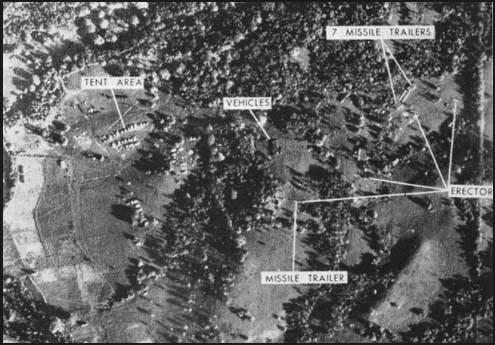 7 MISSILE TRAILERS
TENT AREA
VEHICLES
ERECTOR
MISSILE TRAILER